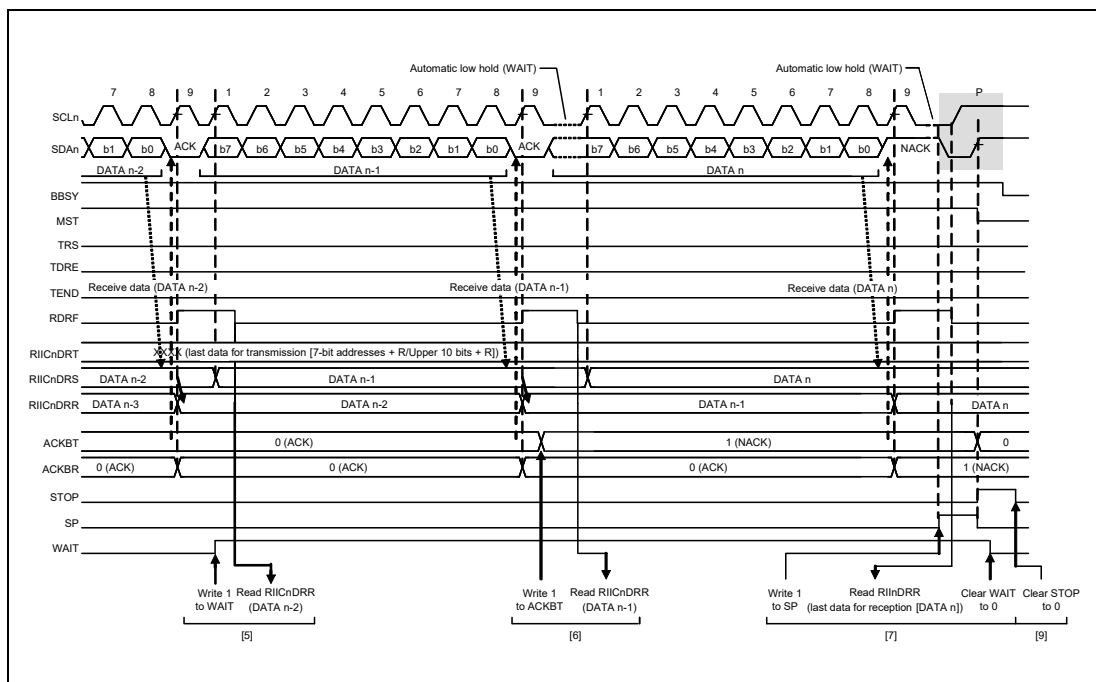 Automatic low hold (WAIT) Automatic low hold (WAIT)
7 8 9 1 2 3 4 5 6 7 8 9 1 2 3 4 5 6 7 8 9 P
SCLn
SDAn b1 b0 ACK b7 b6 b5 b4 b3 b2 b1 b0 ACK b7 b6 b5 b4 b3 b2 b1 b0 NACK
DATA n-2 DATA n-1 DATA n
BBSY
MST
TRS
TDRE
Receive data (DATA n-2) Receive data (DATA n-1) Receive data (DATA n)
TEND
RDRF
RIICnDRT XXXX (last data for transmission [7-bit addresses + R/Upper 10 bits + R])
RIICnDRS DATA n-2 DATA n-1 DATA n
RIICnDRR DATA n-3 DATA n-2 DATA n-1 DATA n
ACKBT 0 (ACK) 1 (NACK) 0
ACKBR 0 (ACK) 0 (ACK) 0 (ACK) 1 (NACK)
STOP
SP
WAIT
Write 1 Read RIICnDRR Write 1 Read RIICnDRR Write 1 Read RIInDRR Clear WAIT Clear STOP
to WAIT (DATA n-2) to ACKBT (DATA n-1) to SP (last data for reception [DATA n]) to 0 to 0
[5] [6] [7] [9]